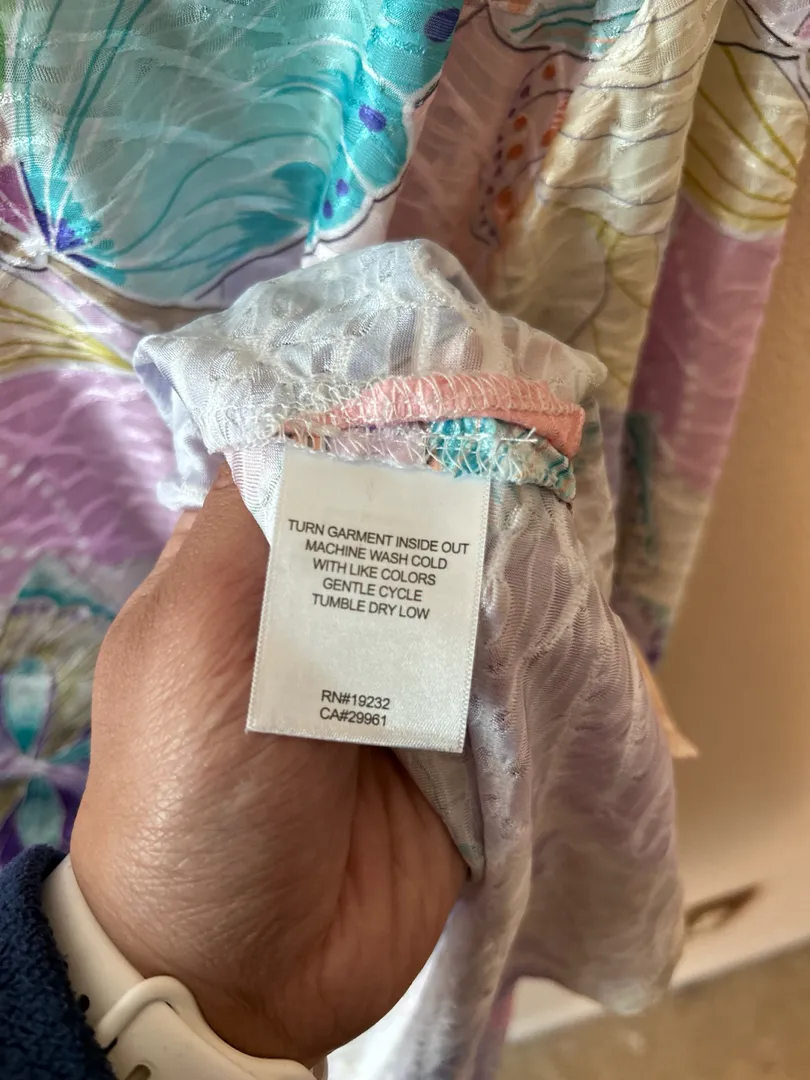 TURN GARMENT INSIDE OUT
MACHINE WASH COLD
WITH LIKE COLORS
GENTLE CYCLE
TUMBLE DRY LOW
RN#19232
CA#29961